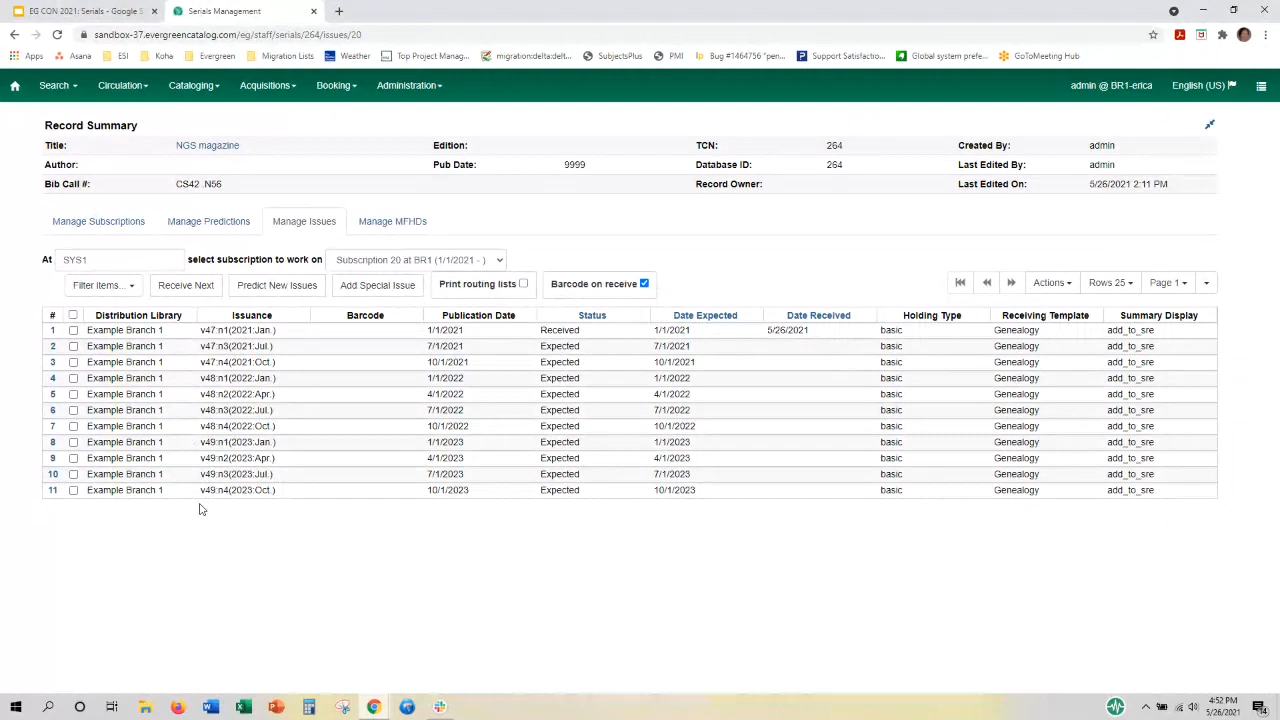 EG CON 2021: Serials - Google S
Serials Management
sandbox-37.evergreencatalog.com/eg/staff/serials/264/issues/20
Apps Asana ESI Koha Evergreen Migration Lists Weather Top Project Manag... migration:delta:delt... SubjectsPlus PMI Bug #1464756 "pen... Support Satisfactio... Global system prefe... GoToMeeting Hub
Search Circulation Cataloging Acquisitions Booking Administration admin @ BR1-erica English (US)
Record Summary
Title: NGS magazine Edition: TCN: 264 Created By: admin
Author: Pub Date: 9999 Database ID: 264 Last Edited By: admin
Bib Call #: CS42 .N56 Record Owner: Last Edited On: 5/26/2021 2:11 PM
Manage Subscriptions Manage Predictions Manage Issues Manage MFHDs
At SYS1 select subscription to work on Subscription 20 at BR1 (1/1/2021 - )
Filter items... Receive Next Predict New Issues Add Special Issue Print routing lists Barcode on receive Actions Rows 25 Page 1
# Distribution Library Issuance Barcode Publication Date Status Date Expected Date Received Holding Type Receiving Template Summary Display
1 Example Branch 1 v47:n1(2021:Jan.) 1/1/2021 Received 1/1/2021 5/26/2021 basic Genealogy add_to_sre
2 Example Branch 1 v47:n3(2021:Jul.) 7/1/2021 Expected 7/1/2021 basic Genealogy add_to_sre
3 Example Branch 1 v47:n4(2021:Oct.) 10/1/2021 Expected 10/1/2021 basic Genealogy add_to_sre
4 Example Branch 1 v48:n1(2022:Jan.) 1/1/2022 Expected 1/1/2022 basic Genealogy add_to_sre
5 Example Branch 1 v48:n2(2022:Apr.) 4/1/2022 Expected 4/1/2022 basic Genealogy add_to_sre
6 Example Branch 1 v48:n3(2022:Jul.) 7/1/2022 Expected 7/1/2022 basic Genealogy add_to_sre
7 Example Branch 1 v48:n4(2022:Oct.) 10/1/2022 Expected 10/1/2022 basic Genealogy add_to_sre
8 Example Branch 1 v49:n1(2023:Jan.) 1/1/2023 Expected 1/1/2023 basic Genealogy add_to_sre
9 Example Branch 1 v49:n2(2023:Apr.) 4/1/2023 Expected 4/1/2023 basic Genealogy add_to_sre
10 Example Branch 1 v49:n3(2023:Jul.) 7/1/2023 Expected 7/1/2023 basic Genealogy add_to_sre
11 Example Branch 1 v49:n4(2023:Oct.) 10/1/2023 Expected 10/1/2023 basic Genealogy add_to_sre
4:52 PM
5/26/2021